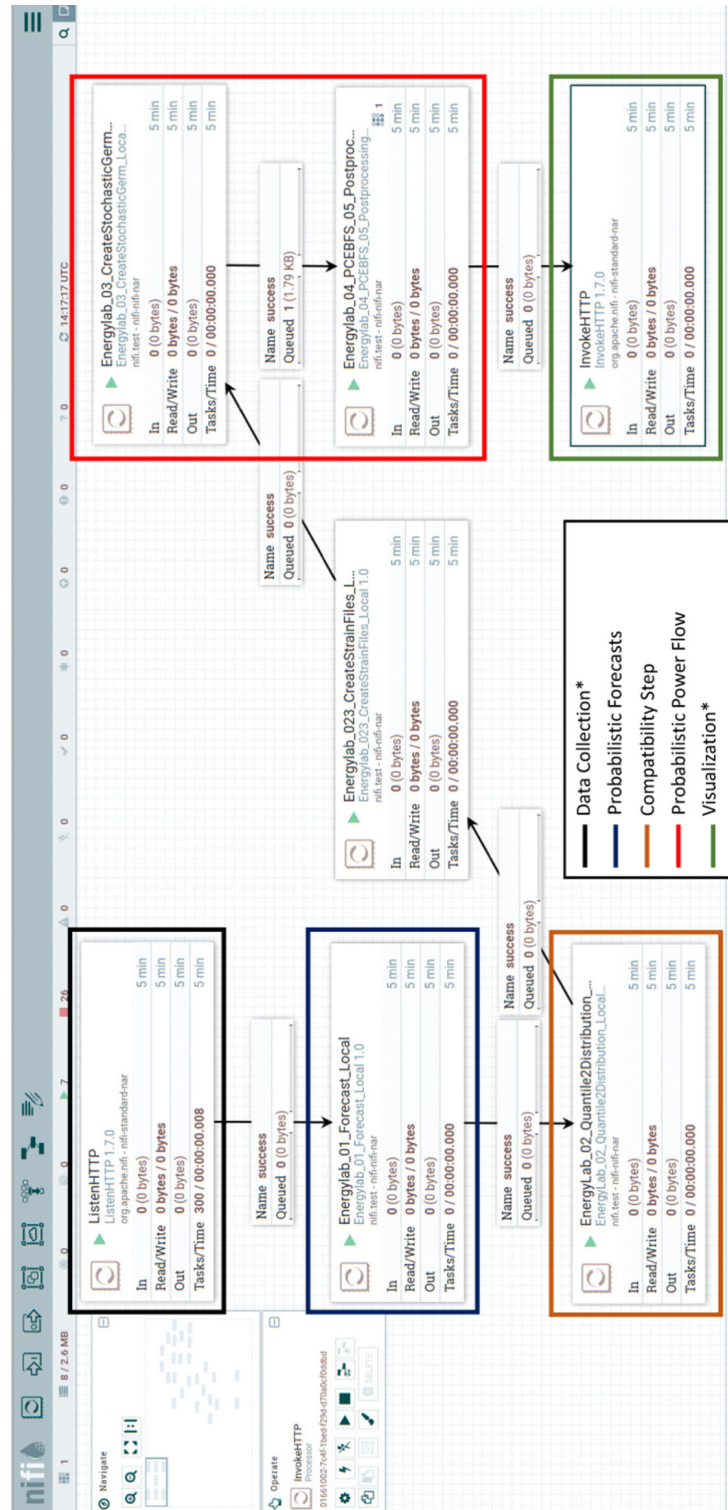 nifi
1
8 / 2.6 MB
0
0
7
26
0
0
0
0
0
0
? 0
14:17:17 UTC
Navigate
Operate
InvokeHTTP
Processor
DELETE
ListenHTTP
ListenHTTP 1.7.0
org.apache.nifi - nifi-standard-nar
In 0 (0 bytes) 5 min
Read/Write 0 bytes / 0 bytes 5 min
Out 0 (0 bytes) 5 min
Tasks/Time 300 / 00:00:00.008 5 min
Name success
Queued 0 (0 bytes)
Energylab_01_Forecast_Local
Energylab_01_Forecast_Local 1.0
nifi.test - nifi-nifi-nar
In 0 (0 bytes) 5 min
Read/Write 0 bytes / 0 bytes 5 min
Out 0 (0 bytes) 5 min
Tasks/Time 0 / 00:00:00.000 5 min
Name success
Queued 0 (0 bytes)
EnergyLab_02_Quantile2Distribution_...
EnergyLab_02_Quantile2Distribution_Local...
nifi.test - nifi-nifi-nar
In 0 (0 bytes) 5 min
Read/Write 0 bytes / 0 bytes 5 min
Out 0 (0 bytes) 5 min
Tasks/Time 0 / 00:00:00.000 5 min
Name success
Queued 0 (0 bytes)
Energylab_023_CreateStrainFiles_L...
Energylab_023_CreateStrainFiles_Local 1.0
nifi.test - nifi-nifi-nar
In 0 (0 bytes) 5 min
Read/Write 0 bytes / 0 bytes 5 min
Out 0 (0 bytes) 5 min
Tasks/Time 0 / 00:00:00.000 5 min
Name success
Queued 0 (0 bytes)
Energylab_03_CreateStochasticGerm...
Energylab_03_CreateStochasticGerm_Loca...
nifi.test - nifi-nifi-nar
In 0 (0 bytes) 5 min
Read/Write 0 bytes / 0 bytes 5 min
Out 0 (0 bytes) 5 min
Tasks/Time 0 / 00:00:00.000 5 min
Name success
Queued 1 (1.79 KB)
Energylab_04_PCEBFS_05_Postproc...
Energylab_04_PCEBFS_05_Postprocessing...
nifi.test - nifi-nifi-nar
1
In 0 (0 bytes) 5 min
Read/Write 0 bytes / 0 bytes 5 min
Out 0 (0 bytes) 5 min
Tasks/Time 0 / 00:00:00.000 5 min
Name success
Queued 0 (0 bytes)
InvokeHTTP
InvokeHTTP 1.7.0
org.apache.nifi - nifi-standard-nar
In 0 (0 bytes) 5 min
Read/Write 0 bytes / 0 bytes 5 min
Out 0 (0 bytes) 5 min
Tasks/Time 0 / 00:00:00.000 5 min
Data Collection*
Probabilistic Forecasts
Compatibility Step
Probabilistic Power Flow
Visualization*